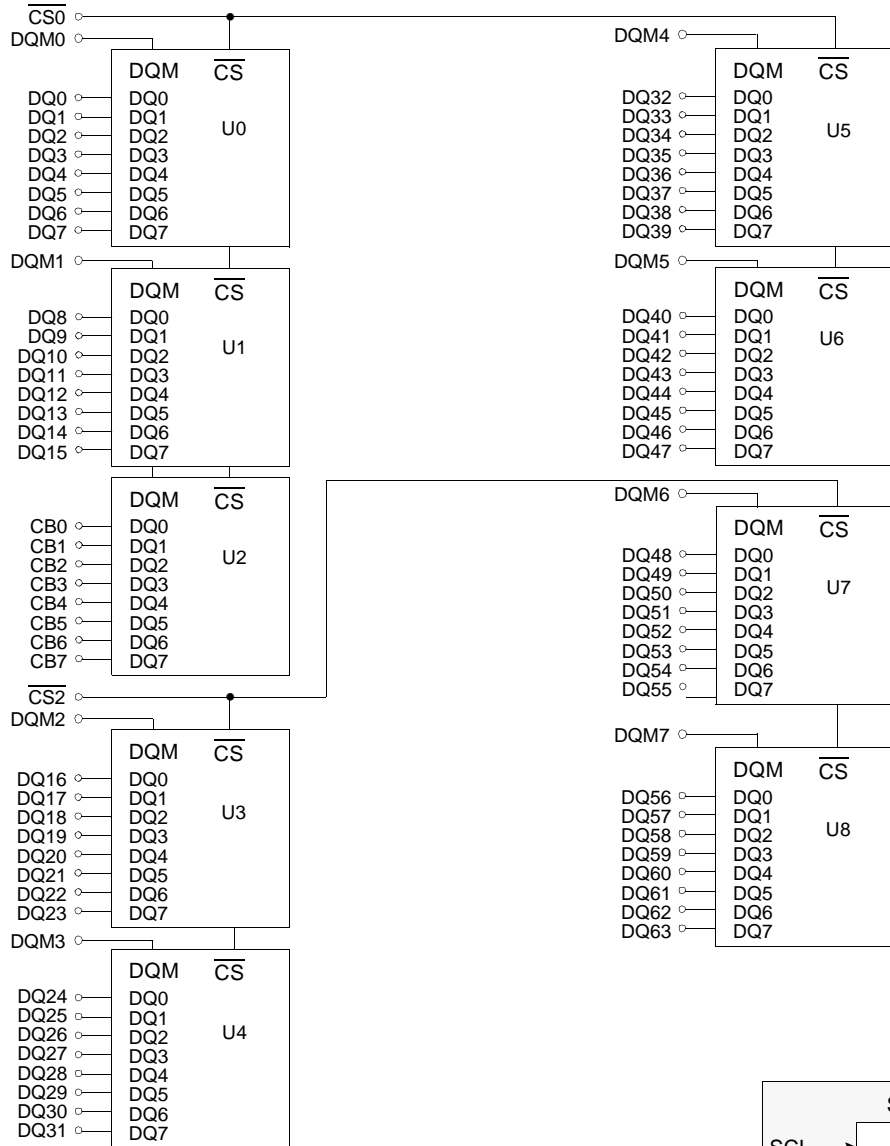 CS0
DQM0
DQM CS
DQ0 DQ0
DQ1 DQ1
DQ2 DQ2
DQ3 DQ3
DQ4 DQ4
DQ5 DQ5
DQ6 DQ6
DQ7 DQ7
U0
DQM1
DQM CS
DQ8 DQ0
DQ9 DQ1
DQ10 DQ2
DQ11 DQ3
DQ12 DQ4
DQ13 DQ5
DQ14 DQ6
DQ15 DQ7
U1
DQM CS
CB0 DQ0
CB1 DQ1
CB2 DQ2
CB3 DQ3
CB4 DQ4
CB5 DQ5
CB6 DQ6
CB7 DQ7
U2
CS2
DQM2
DQM CS
DQ16 DQ0
DQ17 DQ1
DQ18 DQ2
DQ19 DQ3
DQ20 DQ4
DQ21 DQ5
DQ22 DQ6
DQ23 DQ7
U3
DQM3
DQM CS
DQ24 DQ0
DQ25 DQ1
DQ26 DQ2
DQ27 DQ3
DQ28 DQ4
DQ29 DQ5
DQ30 DQ6
DQ31 DQ7
U4
DQM4
DQM CS
DQ32 DQ0
DQ33 DQ1
DQ34 DQ2
DQ35 DQ3
DQ36 DQ4
DQ37 DQ5
DQ38 DQ6
DQ39 DQ7
U5
DQM5
DQM CS
DQ40 DQ0
DQ41 DQ1
DQ42 DQ2
DQ43 DQ3
DQ44 DQ4
DQ45 DQ5
DQ46 DQ6
DQ47 DQ7
U6
DQM6
DQM CS
DQ48 DQ0
DQ49 DQ1
DQ50 DQ2
DQ51 DQ3
DQ52 DQ4
DQ53 DQ5
DQ54 DQ6
DQ55 DQ7
U7
DQM7
DQM CS
DQ56 DQ0
DQ57 DQ1
DQ58 DQ2
DQ59 DQ3
DQ60 DQ4
DQ61 DQ5
DQ62 DQ6
DQ63 DQ7
U8